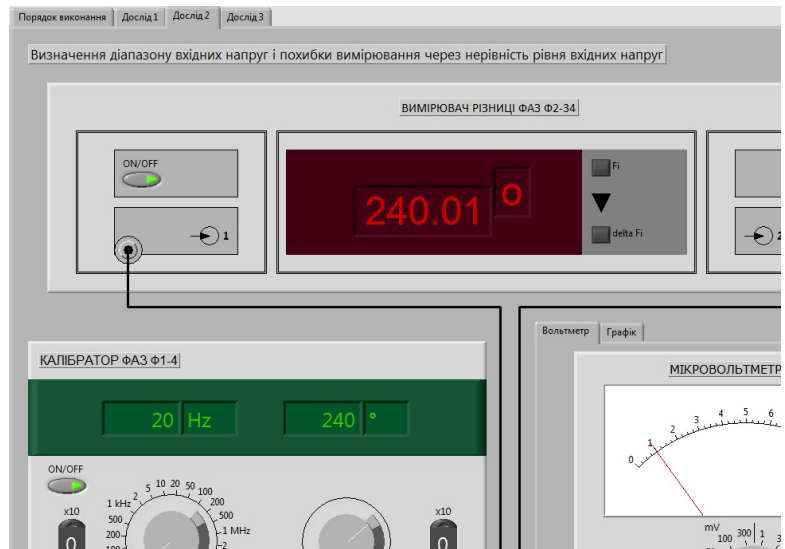 Порядок виконання Дослід 1 Дослід 2 Дослід 3
Визначення діапазону вхідних напруг і похибки вимірювання через нерівність рівня вхідних напруг
ВИМІРЮВАЧ РІЗНИЦІ ФАЗ Ф2-34
ON/OFF
1
240.01 o
Fi
delta Fi
2
КАЛІБРАТОР ФАЗ Ф1-4
20 Hz 240 °
ON/OFF
x10
0
1 kHz 2 5 10 20 50 100 200 500
500 1 MHz
200 2
100
x10
0
Вольтметр Графік
МІКРОВОЛЬТМЕТР
0 1 2 3 4 5 6
mV
100 300 1 3